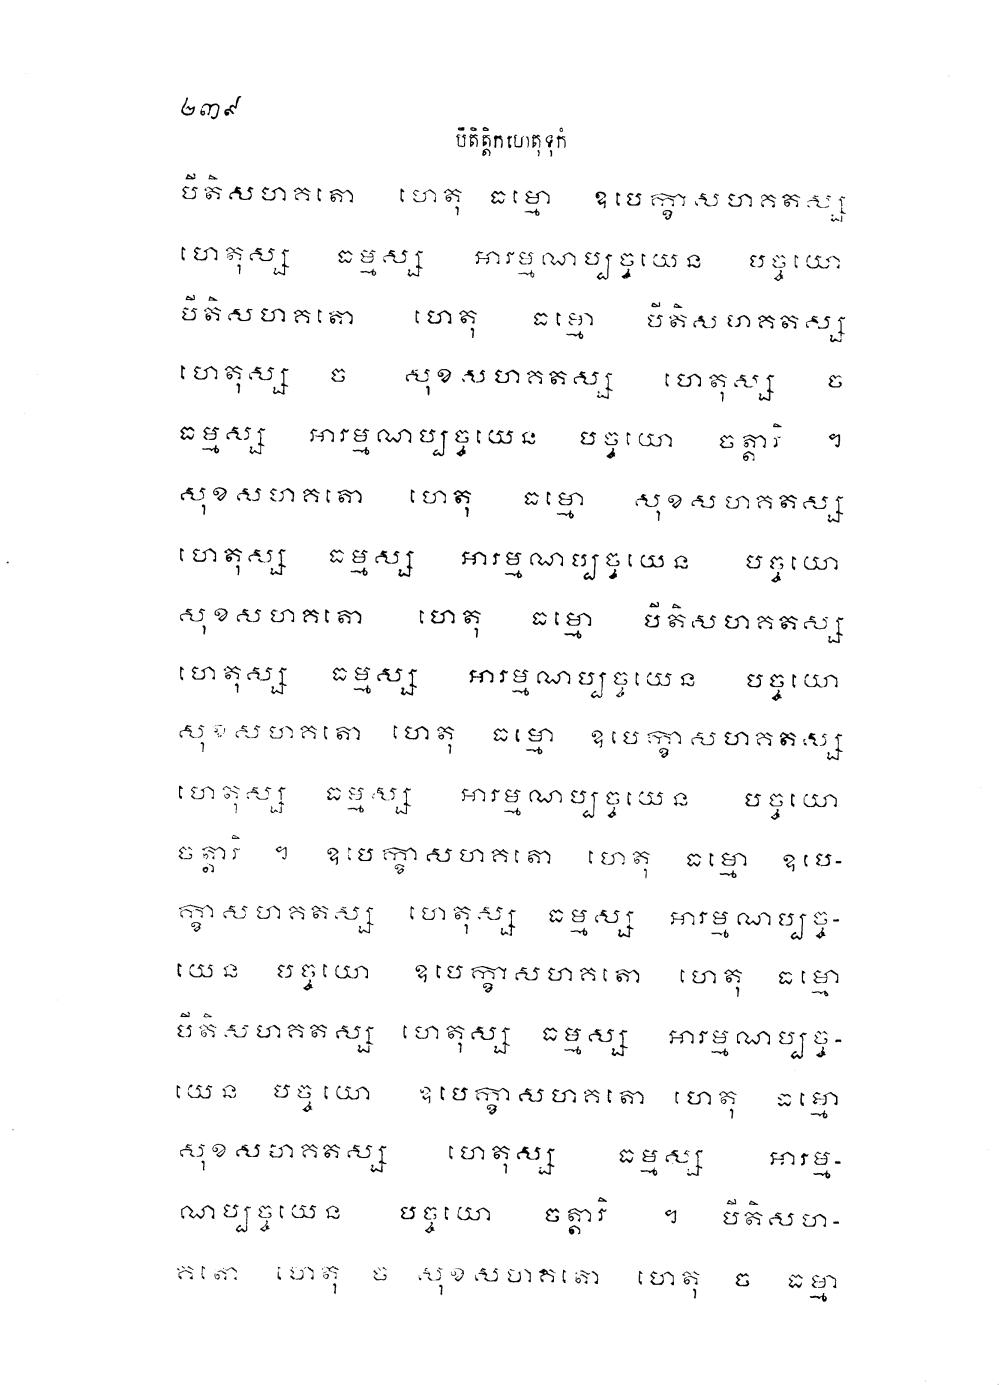 ២៣៩
បីតិត្តិកហេតុទុកំ
បីតិសហគតោ ហេតុ ធម្មោ ឧបេក្ខាសហគតស្ស
ហេតុស្ស ធម្មស្ស អារម្មណប្បច្ចយេន បច្ចយោ
បីតិសហគតោ ហេតុ ធម្មោ បីតិសហគតស្ស
ហេតុស្ស ច សុខសហគតស្ស ហេតុស្ស ច
ធម្មស្ស អារម្មណប្បច្ចយេន បច្ចយោ ចត្តារិ ។
សុខសហគតោ ហេតុ ធម្មោ សុខសហគតស្ស
ហេតុស្ស ធម្មស្ស អារម្មណប្បច្ចយេន បច្ចយោ
សុខសហគតោ ហេតុ ធម្មោ បីតិសហគតស្ស
ហេតុស្ស ធម្មស្ស អារម្មណប្បច្ចយេន បច្ចយោ
សុខសហគតោ ហេតុ ធម្មោ ឧបេក្ខាសហគតស្ស
ហេតុស្ស ធម្មស្ស អារម្មណប្បច្ចយេន បច្ចយោ
ចត្តារិ ។ ឧបេក្ខាសហគតោ ហេតុ ធម្មោ ឧបេ-
ក្ខាសហគតស្ស ហេតុស្ស ធម្មស្ស អារម្មណប្បច្ច-
យេន បច្ចយោ ឧបេក្ខាសហគតោ ហេតុ ធម្មោ
បីតិសហគតស្ស ហេតុស្ស ធម្មស្ស អារម្មណប្បច្ច-
យេន បច្ចយោ ឧបេក្ខាសហគតោ ហេតុ ធម្មោ
សុខសហគតស្ស ហេតុស្ស ធម្មស្ស អារម្ម-
ណប្បច្ចយេន បច្ចយោ ចត្តារិ ។ បីតិសហ-
គតោ ហេតុ ច សុខសហគតោ ហេតុ ច ធម្មា